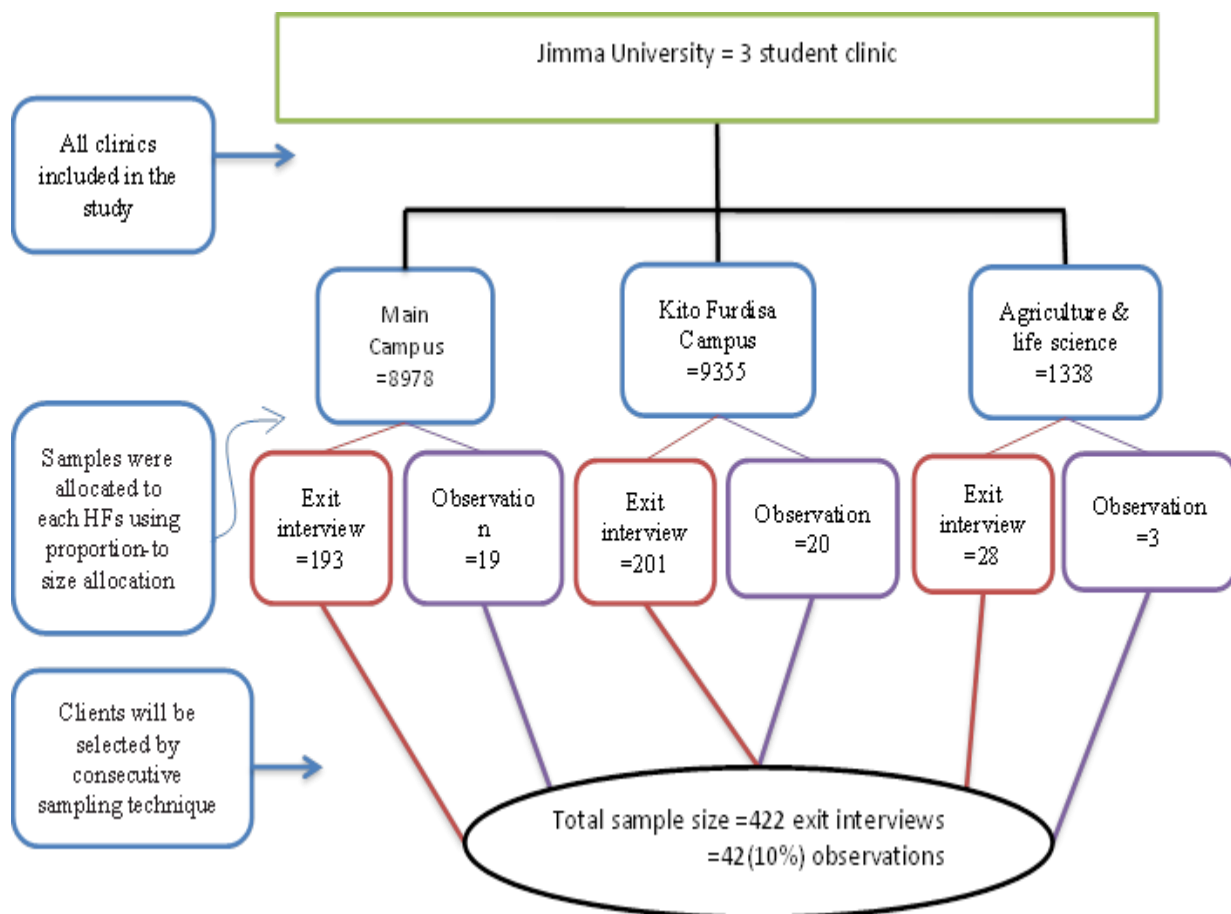 Jimma University = 3 student clinic
All clinics
included in the
study
Main
Campus
=8978
Kito Furdisa
Campus
=9355
Agriculture &
life science
=1338
Samples were
allocated to
each HFs using
proportion-to
size allocation
Exit
interview
=193
Observatio
n
=19
Exit
interview
=201
Observation
=20
Exit
interview
=28
Observation
=3
Clients will be
selected by
consecutive
sampling technique
Total sample size =422 exit interviews
=42(10%) observations